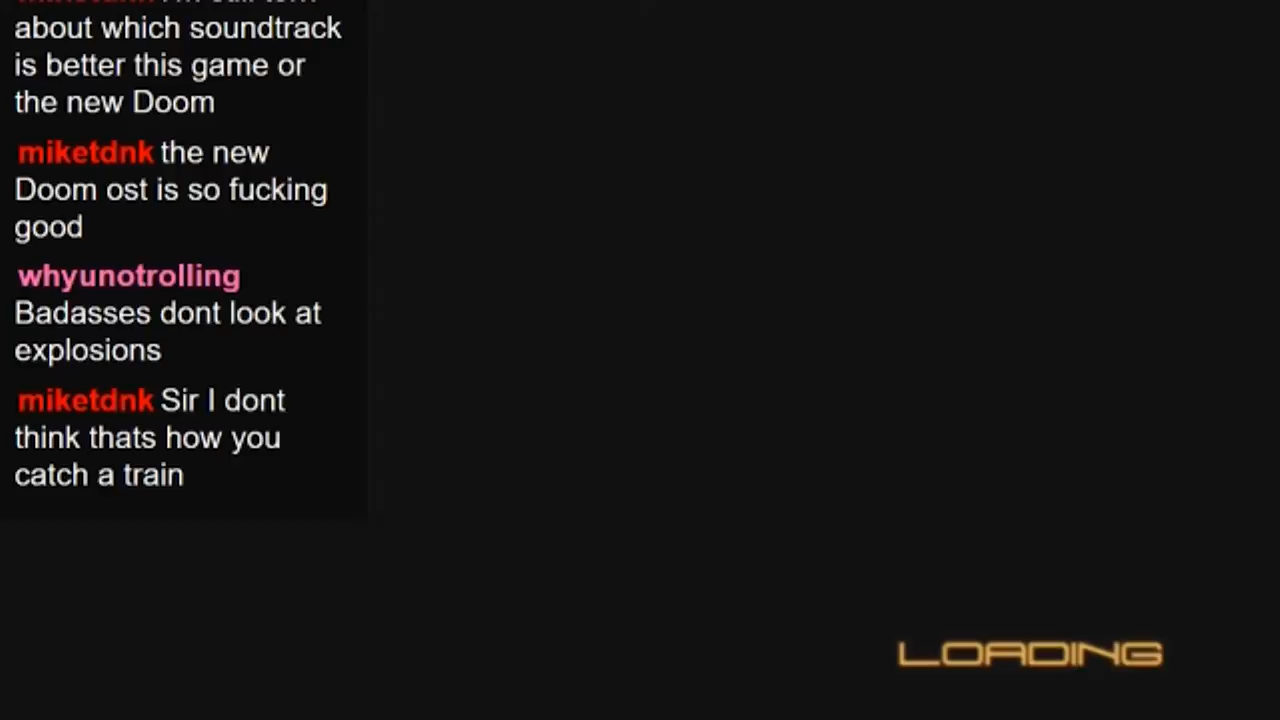 about which soundtrack
is better this game or
the new Doom
miketdnk the new
Doom ost is so fucking
good
whyunotrolling
Badasses dont look at
explosions
miketdnk Sir I dont
think thats how you
catch a train
LOADING